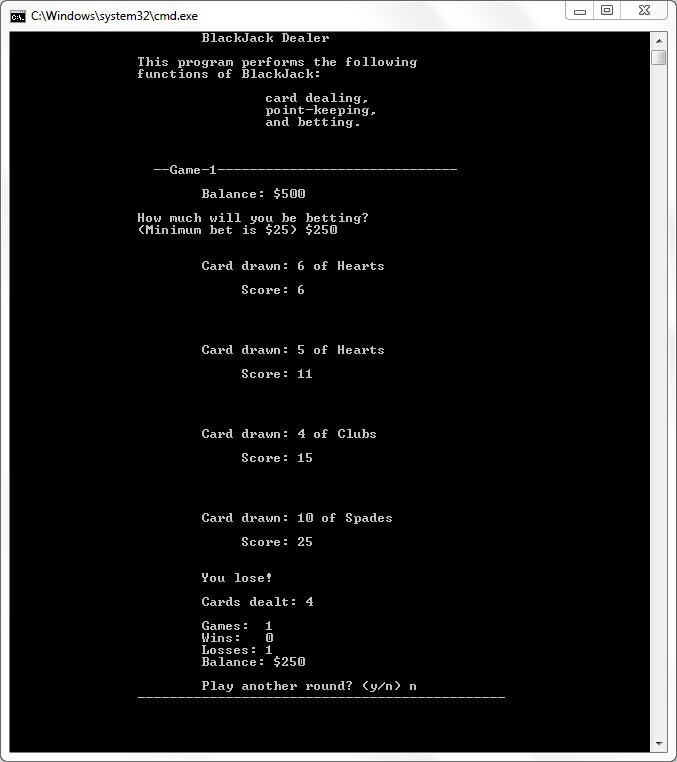 C:\Windows\system32\cmd.exe
BlackJack Dealer
This program performs the following
functions of BlackJack:
card dealing,
point-keeping,
and betting.
--Game-1------------------------------
Balance: $500
How much will you be betting?
(Minimum bet is $25) $250
Card drawn: 6 of Hearts
Score: 6
Card drawn: 5 of Hearts
Score: 11
Card drawn: 4 of Clubs
Score: 15
Card drawn: 10 of Spades
Score: 25
You lose!
Cards dealt: 4
Games: 1
Wins: 0
Losses: 1
Balance: $250
Play another round? (y/n) n
----------------------------------------------